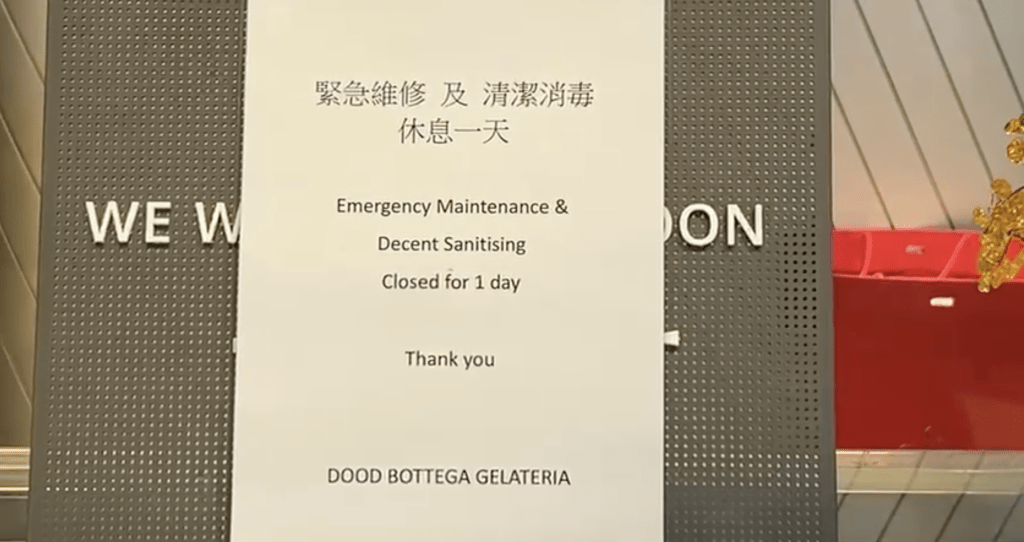 緊急維修 及 清潔消毒
休息一天
WE W
OON
Emergency Maintenance &
Decent Sanitising
Closed for 1 day
Thank you
DOOD BOTTEGA GELATERIA